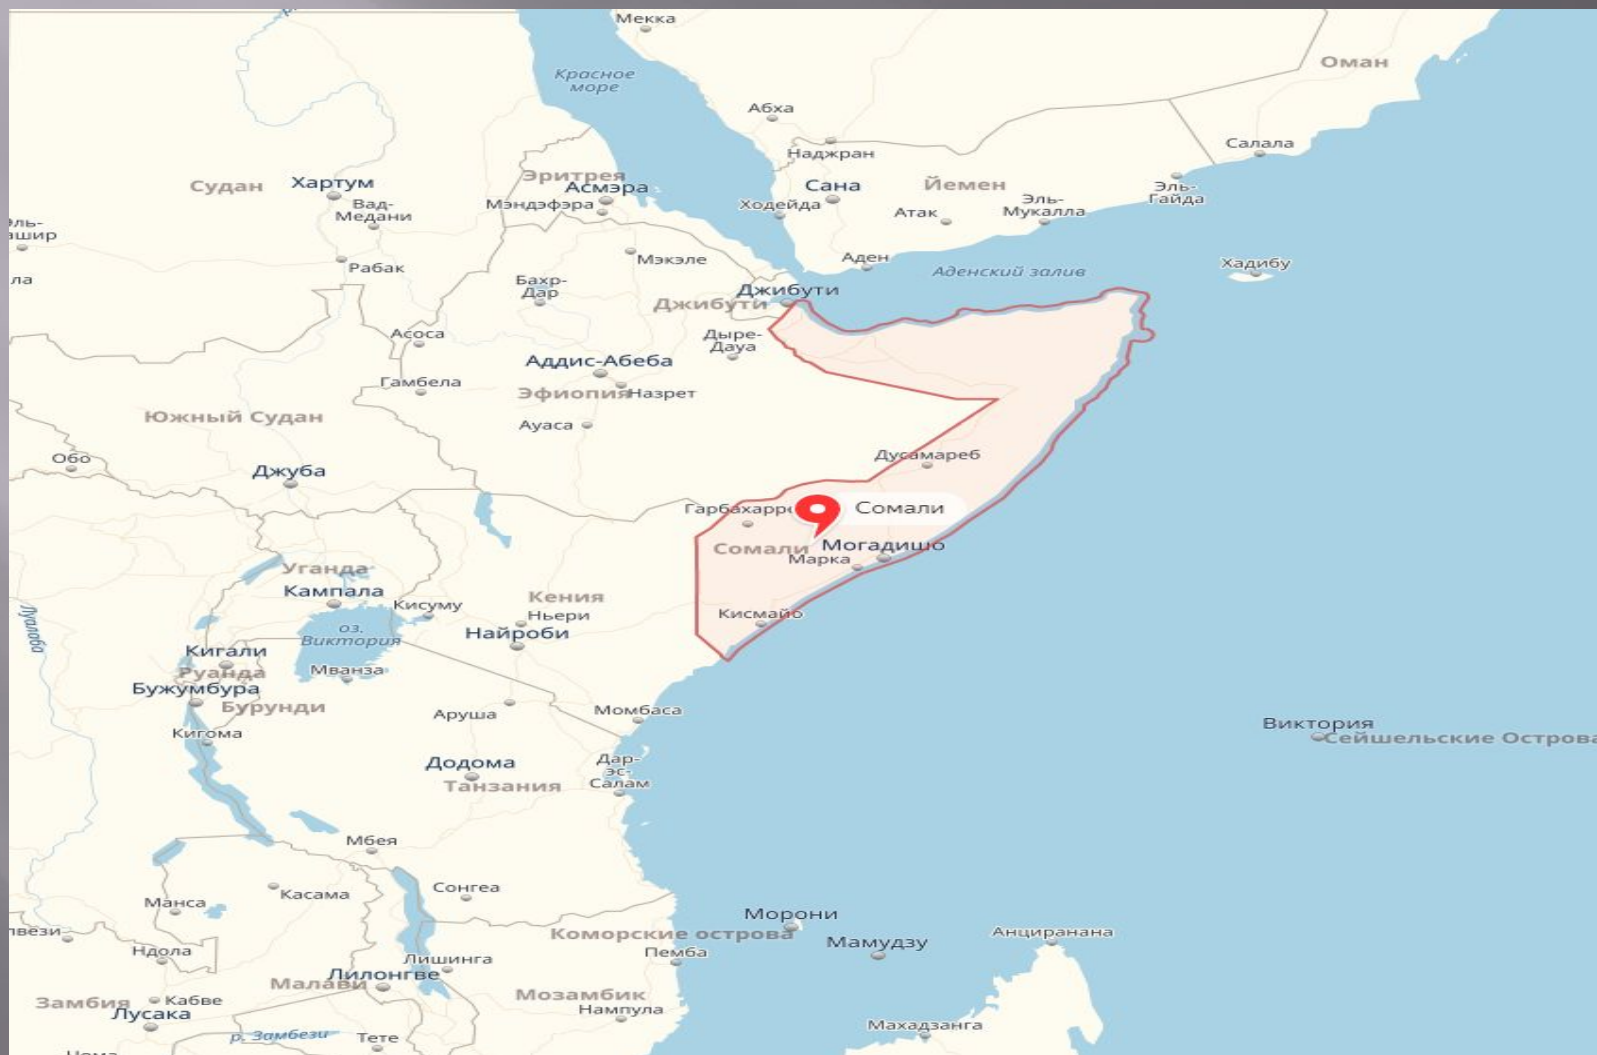 Мекка
Оман
Красное
море
Абха
Салала
Наджран
Судан
Хартум
Эритрея
Асмэра
Сана
Йемен
Эль-
Гайда
Вад-
Медани
Мэндэфэра
Ходейда
Атак
Эль-
Мукалла
Рабак
Мэкэле
Аден
Аденский залив
Хадибу
Бахр-
Дар
Джибути
Джибути
Асоса
Дыре-
Дауа
Аддис-Абеба
Гамбела
Эфиопия
Назрет
Южный Судан
Ауаса
Обо
Джуба
Дусамареб
Гарбахарре
Сомали
Сомали
Могадишо
Марка
Уганда
Кампала
Кисуму
Кения
Ньери
Кисмайо
Луалаба
оз.
Виктория
Найроби
Кигали
Руанда
Мванза
Бужумбура
Бурунди
Аруша
Момбаса
Кигома
Виктория
Сейшельские Острова
Додома
Танзания
Дар-
эс-
Салам
Мбея
Касама
Сонгеа
Манса
Морони
Коморские острова
Мамудзу
Анциранана
Ндола
Лишинга
Пемба
Малави
Лилонгве
Замбия
Кабве
Мозамбик
Нампула
Лусака
р. Замбези
Тете
Махадзанга